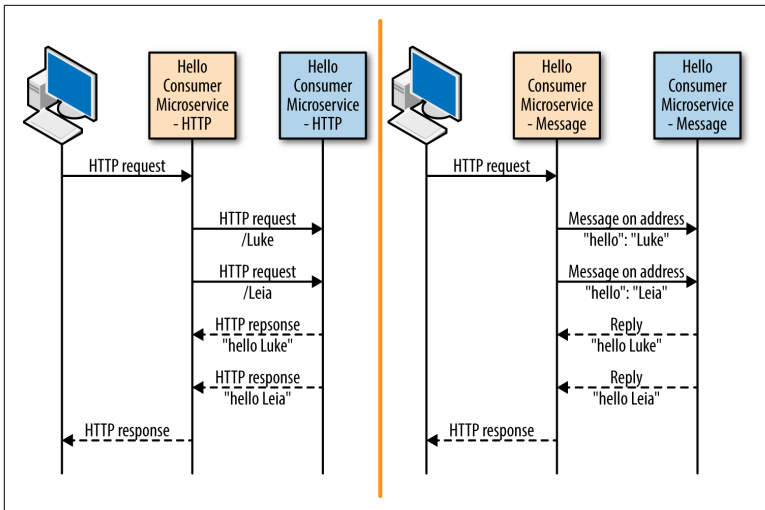 Hello
Consumer
Microservice
- HTTP
Hello
Consumer
Microservice
- HTTP
HTTP request
HTTP request
/Luke
HTTP request
/Leia
HTTP repsonse
"hello Luke"
HTTP response
"hello Leia"
HTTP response
Hello
Consumer
Microservice
- Message
Hello
Consumer
Microservice
- Message
HTTP request
Message on address
"hello": "Luke"
Message on address
"hello": "Leia"
Reply
"hello Luke"
Reply
"hello Leia"
HTTP response